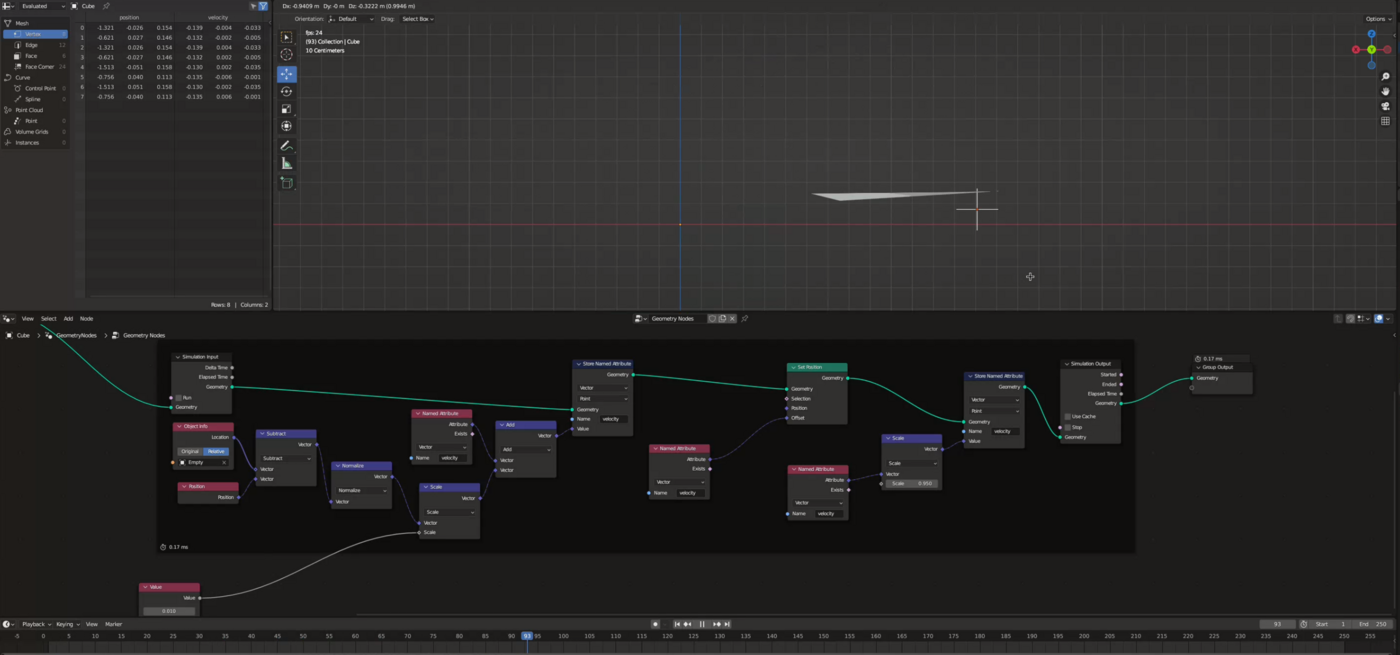 Evaluated
Cube
Dx: -0.9409 m Dy: -0 m Dz: -0.3222 m (0.9946 m)
Orientation: Default Drag: Select Box
Options
Mesh
Vertex 8
Edge 12
Face 6
Face Corner 24
Curve
Control Point 0
Spline 0
Point Cloud
Point 0
Volume Grids 0
Instances 0
position velocity
0 -1.321 -0.026 0.154 -0.139 -0.004 -0.033
1 -0.621 0.027 0.146 -0.132 0.002 -0.005
2 -1.321 0.026 0.154 -0.139 0.004 -0.033
3 -0.621 -0.027 0.146 -0.132 -0.002 -0.005
4 -1.513 -0.051 0.158 -0.130 0.002 -0.035
5 -0.756 0.040 0.113 -0.135 -0.006 -0.001
6 -1.513 0.051 0.158 -0.130 -0.002 -0.035
7 -0.756 -0.040 0.113 -0.135 0.006 -0.001
Rows: 8 | Columns: 2
fps: 24
(93) Collection | Cube
10 Centimeters
X
Y
Z
View Select Add Node
Geometry Nodes
Cube > GeometryNodes > Geometry Nodes
Simulation Input
Delta Time
Elapsed Time
Geometry
Run
Geometry
Object Info
Location
Original Relative
Empty
Position
Position
Subtract
Vector
Subtract
Vector
Vector
Normalize
Vector
Normalize
Vector
Named Attribute
Attribute
Exists
Vector
Name velocity
Scale
Vector
Scale
Vector
Scale
Add
Vector
Add
Vector
Vector
Store Named Attribute
Geometry
Vector
Point
Geometry
Name velocity
Value
Named Attribute
Attribute
Exists
Vector
Name velocity
Set Position
Geometry
Geometry
Selection
Position
Offset
Named Attribute
Attribute
Exists
Vector
Name velocity
Scale
Vector
Scale
Vector
Scale 0.950
Store Named Attribute
Geometry
Vector
Point
Geometry
Name velocity
Value
Simulation Output
Started
Ended
Elapsed Time
Geometry
Use Cache
Stop
Geometry
0.17 ms
Group Output
Geometry
0.17 ms
Value
Value
0.010
Playback Keying View Marker
93 Start 1 End 250
-5 1 5 10 15 20 25 30 35 40 45 50 55 60 65 70 75 80 85 90 93 95 100 105 110 115 120 125 130 135 140 145 150 155 160 165 170 175 180 185 190 195 200 205 210 215 220 225 230 235 240 245 250 255